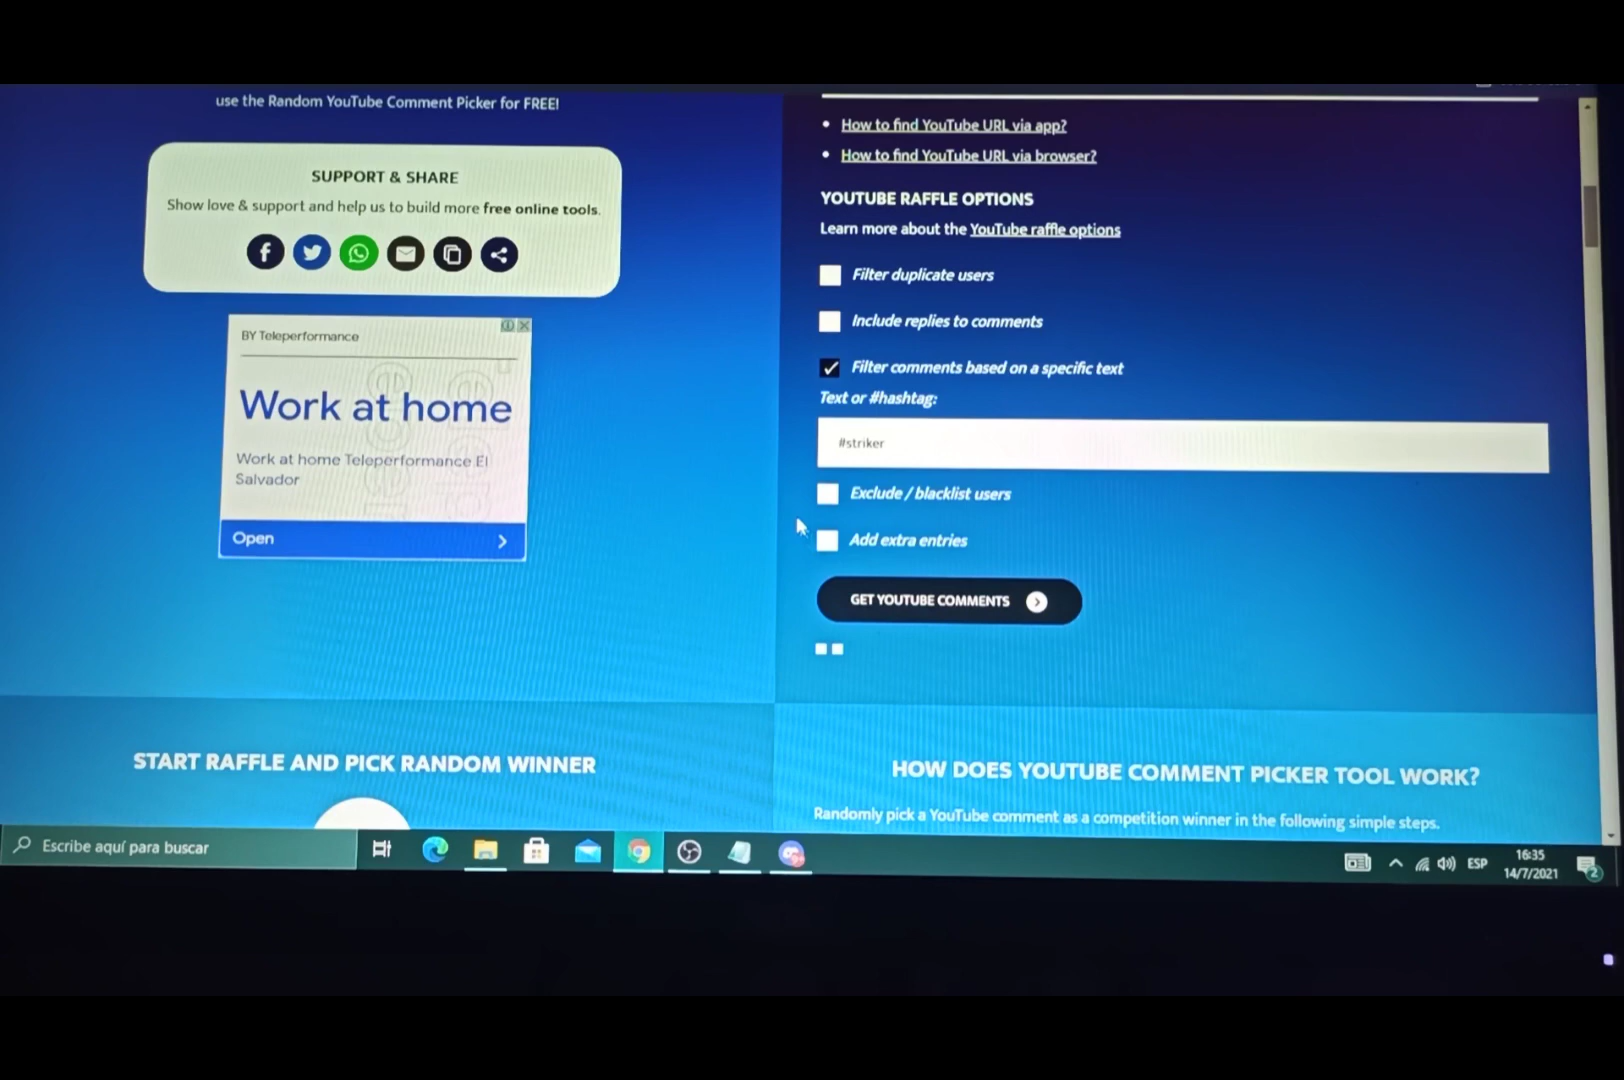 use the Random YouTube Comment Picker for FREE!
SUPPORT & SHARE
Show love & support and help us to build more free online tools.
BY Teleperformance
Work at home
Work at home Teleperformance El
Salvador
Open
How to find YouTube URL via app?
How to find YouTube URL via browser?
YOUTUBE RAFFLE OPTIONS
Learn more about the YouTube raffle options
Filter duplicate users
Include replies to comments
Filter comments based on a specific text
Text or #hashtag:
#striker
Exclude / blacklist users
Add extra entries
GET YOUTUBE COMMENTS
START RAFFLE AND PICK RANDOM WINNER
HOW DOES YOUTUBE COMMENT PICKER TOOL WORK?
Randomly pick a YouTube comment as a competition winner in the following simple steps.
Escribe aquí para buscar
ESP
16:35
14/7/2021
2